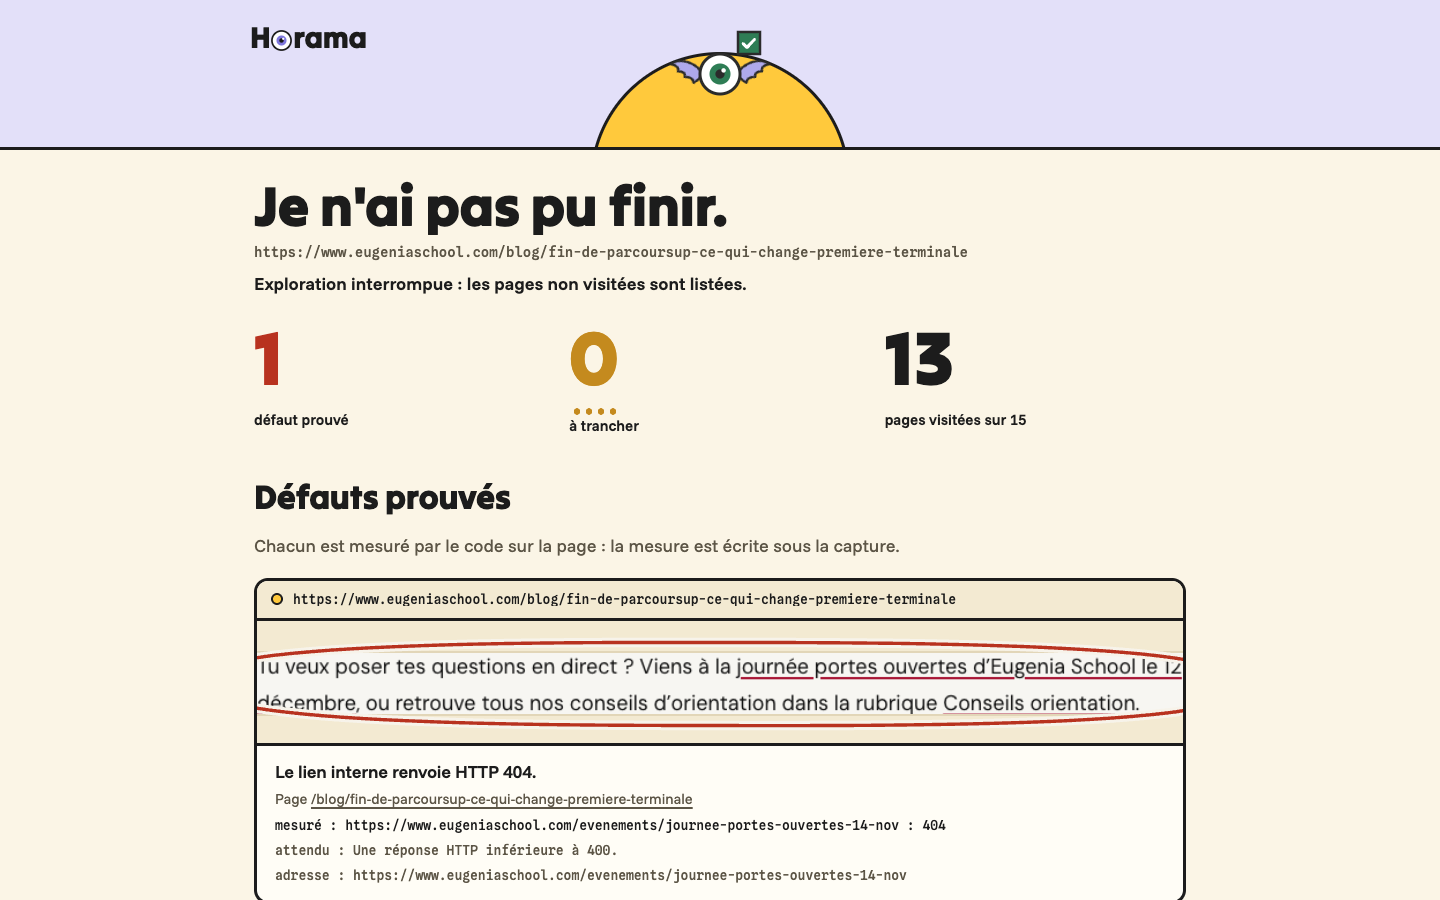 Horama
Je n'ai pas pu finir.
https://www.eugeniaschool.com/blog/fin-de-parcoursup-ce-qui-change-premiere-terminale
Exploration interrompue : les pages non visitées sont listées.
1
défaut prouvé
0
à trancher
13
pages visitées sur 15
Défauts prouvés
Chacun est mesuré par le code sur la page : la mesure est écrite sous la capture.
https://www.eugeniaschool.com/blog/fin-de-parcoursup-ce-qui-change-premiere-terminale
Tu veux poser tes questions en direct ? Viens à la journée portes ouvertes d’Eugenia School le 12
décembre, ou retrouve tous nos conseils d’orientation dans la rubrique Conseils orientation.
Le lien interne renvoie HTTP 404.
Page /blog/fin-de-parcoursup-ce-qui-change-premiere-terminale
mesuré : https://www.eugeniaschool.com/evenements/journee-portes-ouvertes-14-nov : 404
attendu : Une réponse HTTP inférieure à 400.
adresse : https://www.eugeniaschool.com/evenements/journee-portes-ouvertes-14-nov